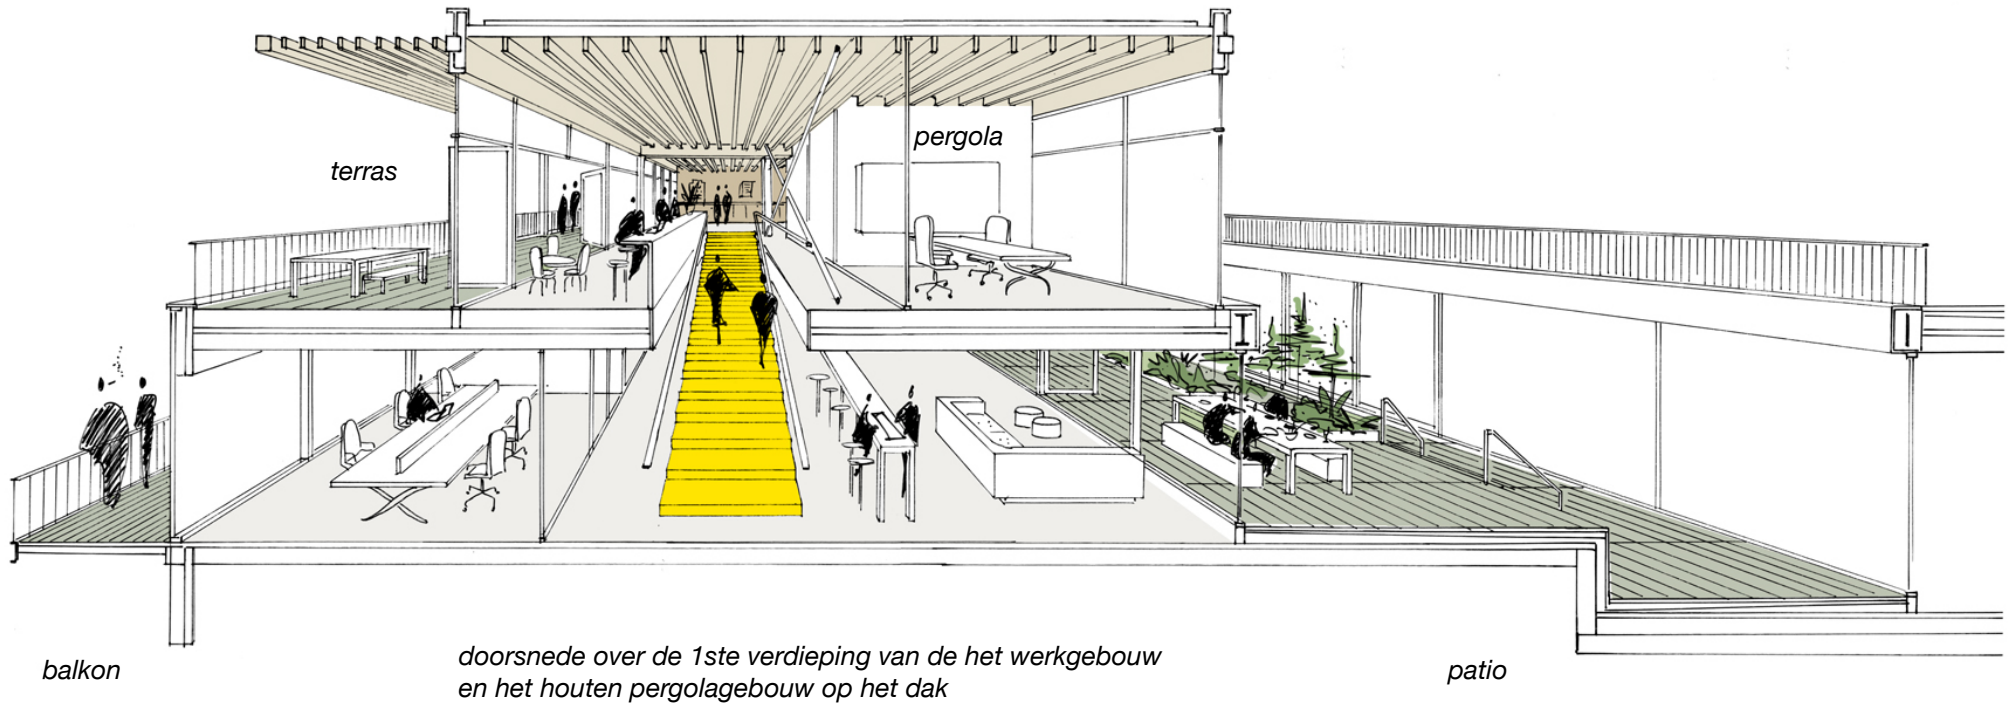 terras
pergola
balkon
doorsnede over de 1ste verdieping van de het werkgebouw
en het houten pergolagebouw op het dak
patio